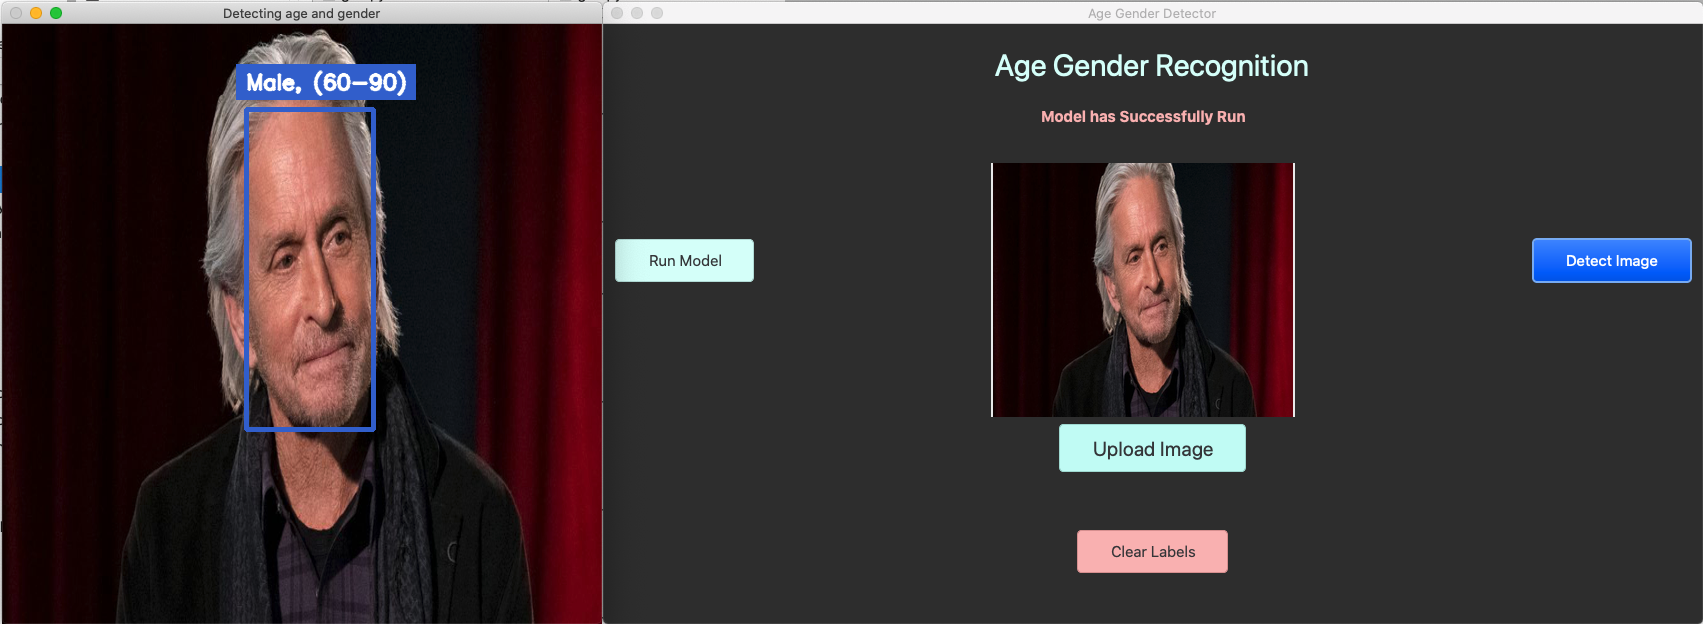 Detecting age and gender
Male, (60-90)
Age Gender Detector
Age Gender Recognition
Model has Successfully Run
Run Model
Detect Image
Upload Image
Clear Labels